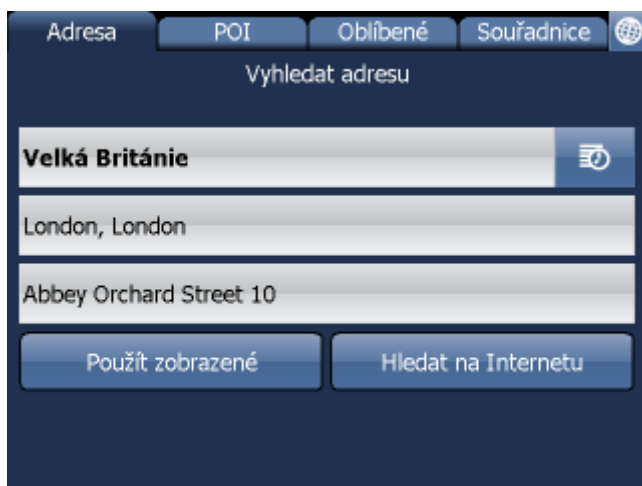 Adresa POI Oblíbené Souřadnice
Vyhledat adresu
Velká Británie
London, London
Abbey Orchard Street 10
Použít zobrazené Hledat na Internetu